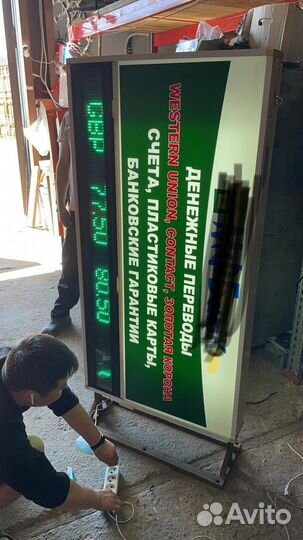 GBP 77.50 80.50
ДЕНЕЖНЫЕ ПЕРЕВОДЫ
WESTERN UNION, CONTACT, ЗОЛОТАЯ КОРОНА
СЧЕТА, ПЛАСТИКОВЫЕ КАРТЫ,
БАНКОВСКИЕ ГАРАНТИИ
Avito